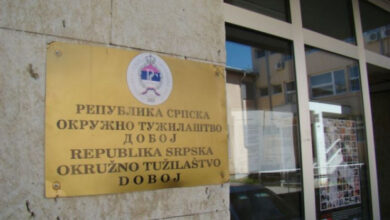 РЕПУБЛИКА СРПСКА
ОКРУЖНО ТУЖИЛАШТВО
ДОБОЈ
REPUBLIKA SRPSKA
OKRUŽNO TUŽILAŠTVO
DOBOJ